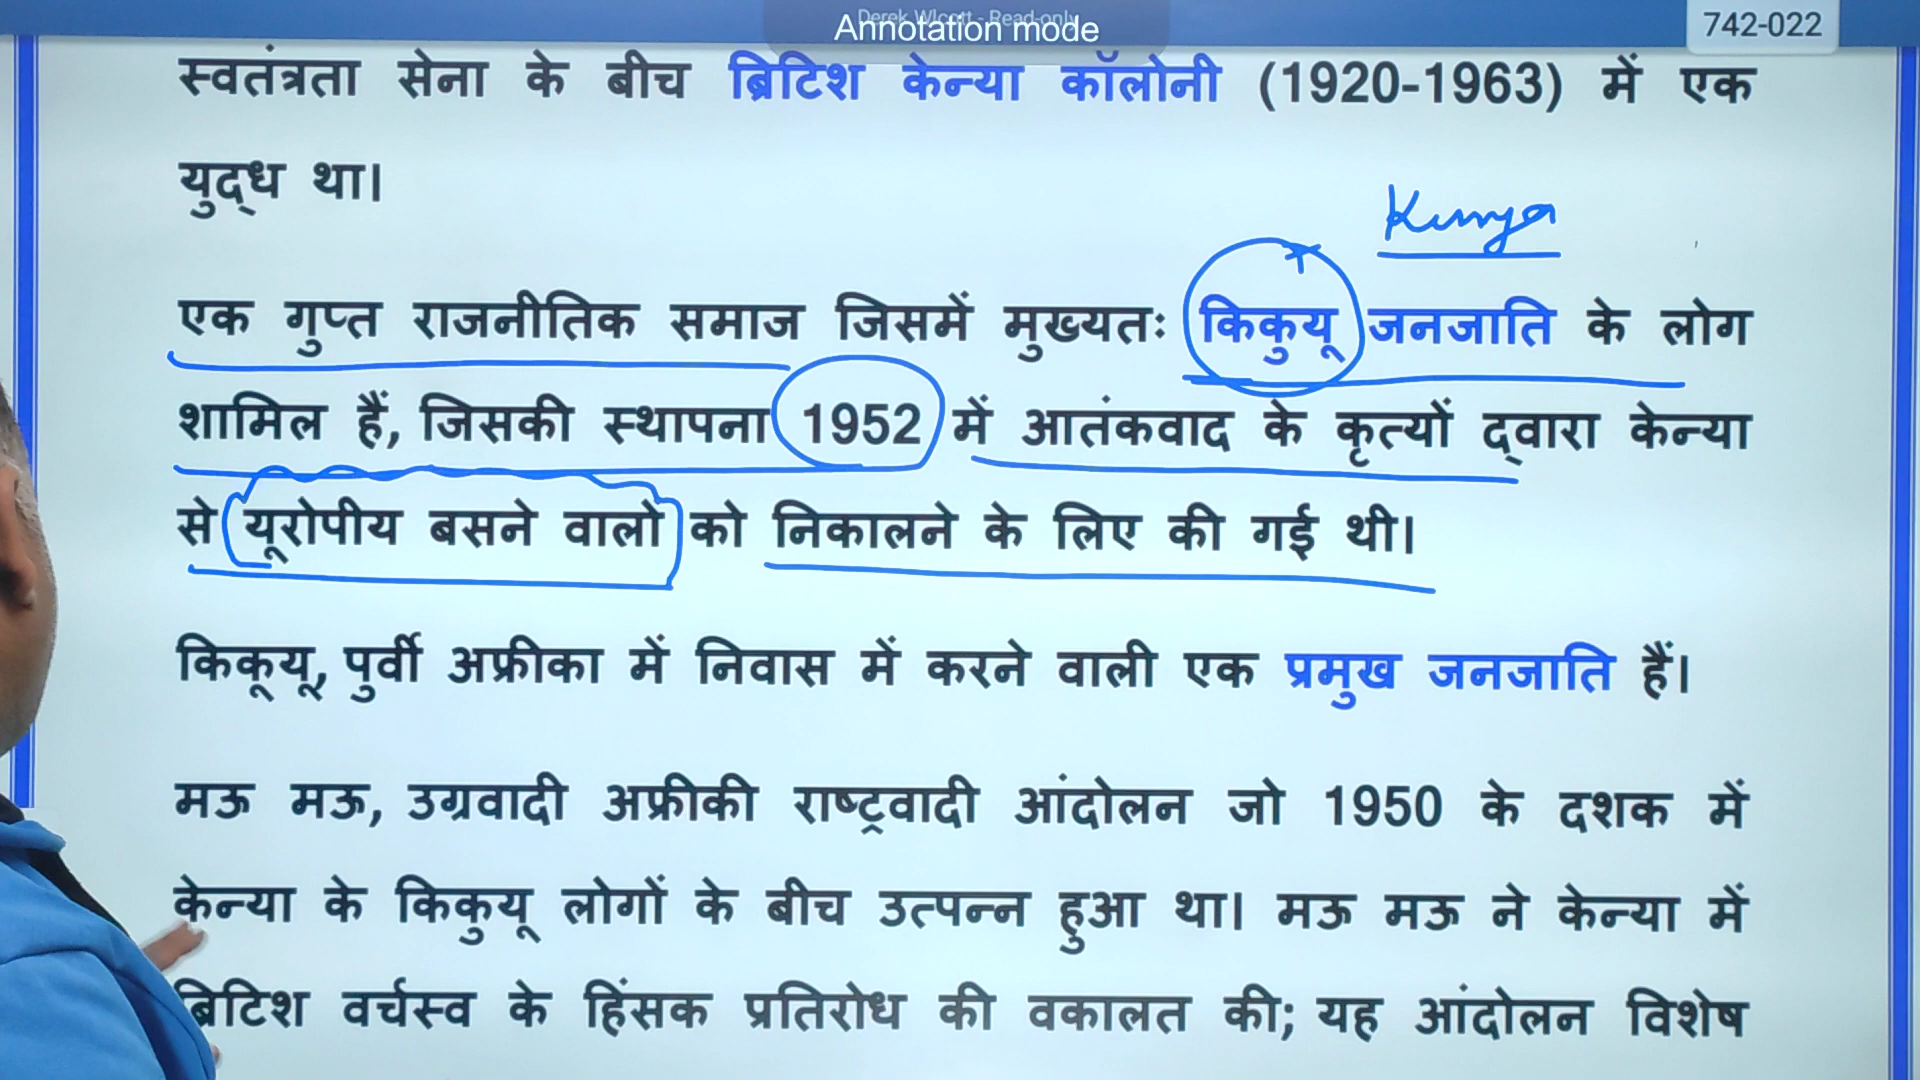 Annotation mode
742-022
स्वतंत्रता सेना के बीच ब्रिटिश केन्या कॉलोनी (1920-1963) में एक
युद्ध था।
Kenya
एक गुप्त राजनीतिक समाज जिसमें मुख्यतः किकुयू जनजाति के लोग
शामिल हैं, जिसकी स्थापना 1952 में आतंकवाद के कृत्यों द्वारा केन्या
से यूरोपीय बसने वालो को निकालने के लिए की गई थी।
किकूयू, पुर्वी अफ्रीका में निवास में करने वाली एक प्रमुख जनजाति हैं।
मऊ मऊ, उग्रवादी अफ्रीकी राष्ट्रवादी आंदोलन जो 1950 के दशक में
केन्या के किकुयू लोगों के बीच उत्पन्न हुआ था। मऊ मऊ ने केन्या में
ब्रिटिश वर्चस्व के हिंसक प्रतिरोध की वकालत की; यह आंदोलन विशेष